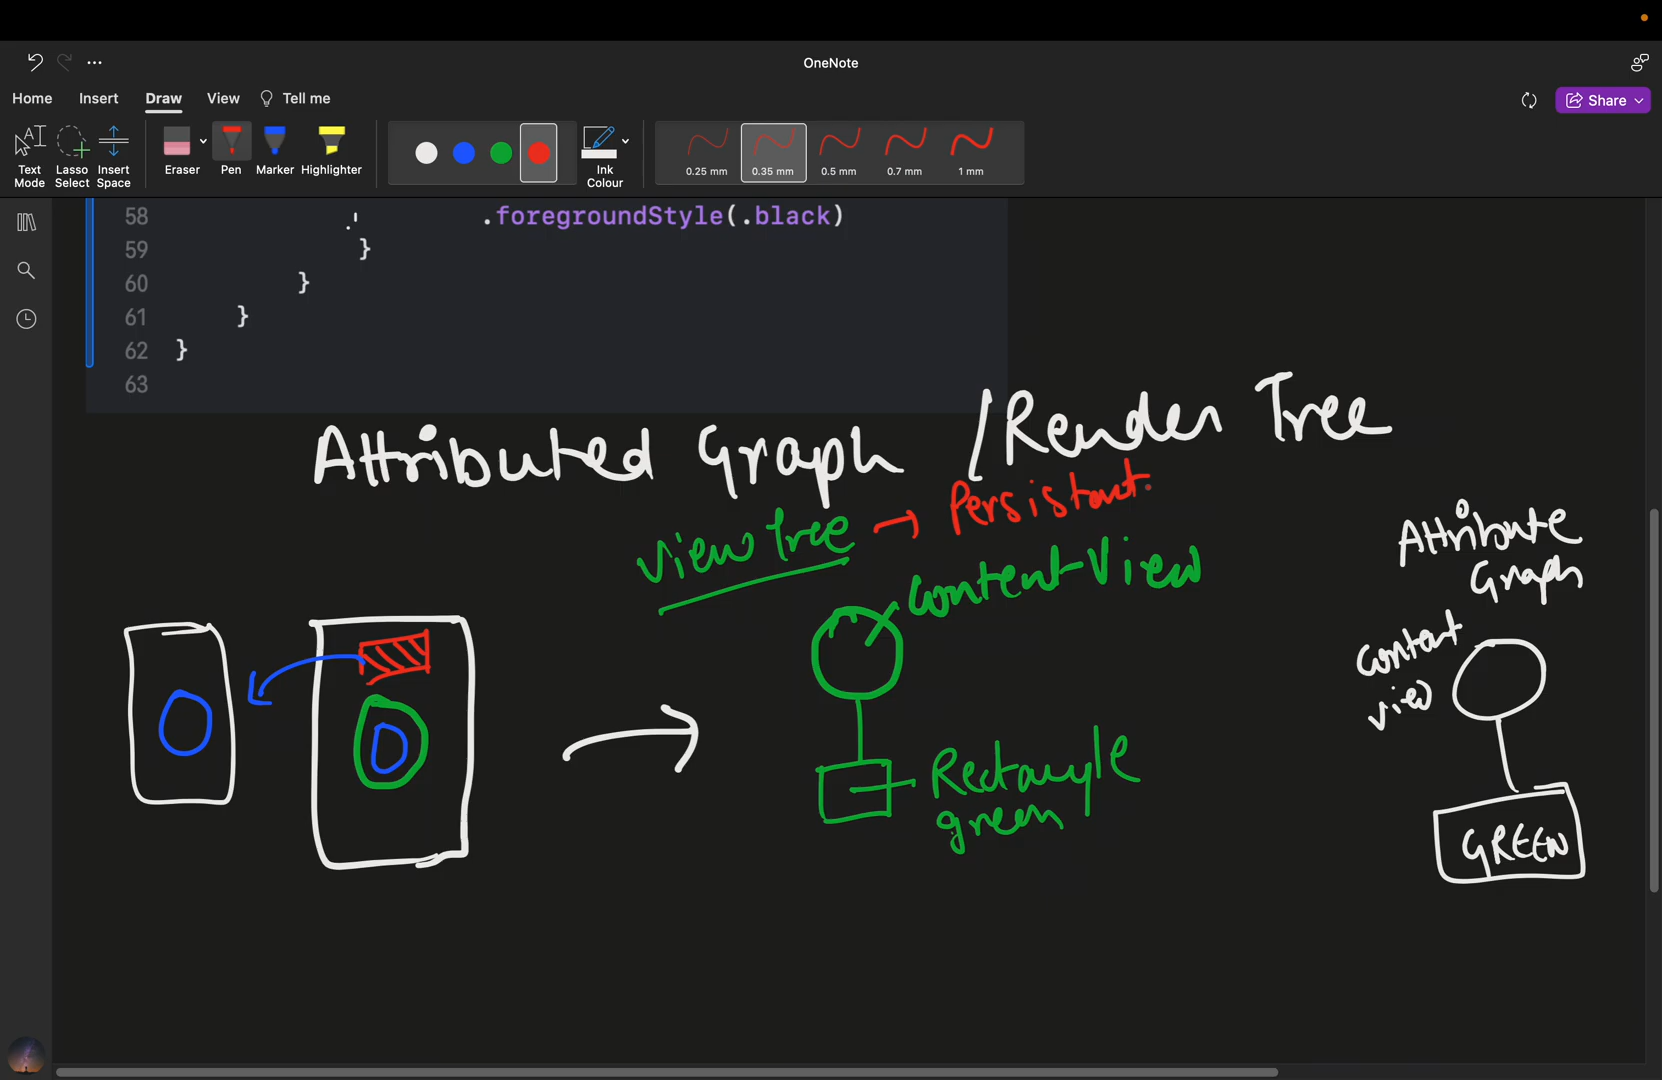 OneNote
Home Insert Draw View Tell me
Share
Text Mode
Lasso Select
Insert Space
Eraser
Pen
Marker
Highlighter
Ink Colour
0.25 mm
0.35 mm
0.5 mm
0.7 mm
1 mm
58 .foregroundStyle(.black)
59 }
60 }
61 }
62 }
63
Attributed Graph / Render Tree
View Tree → Persistant
Content View
Attribute
Graph
Content
view
Rectangle
green
GREEN